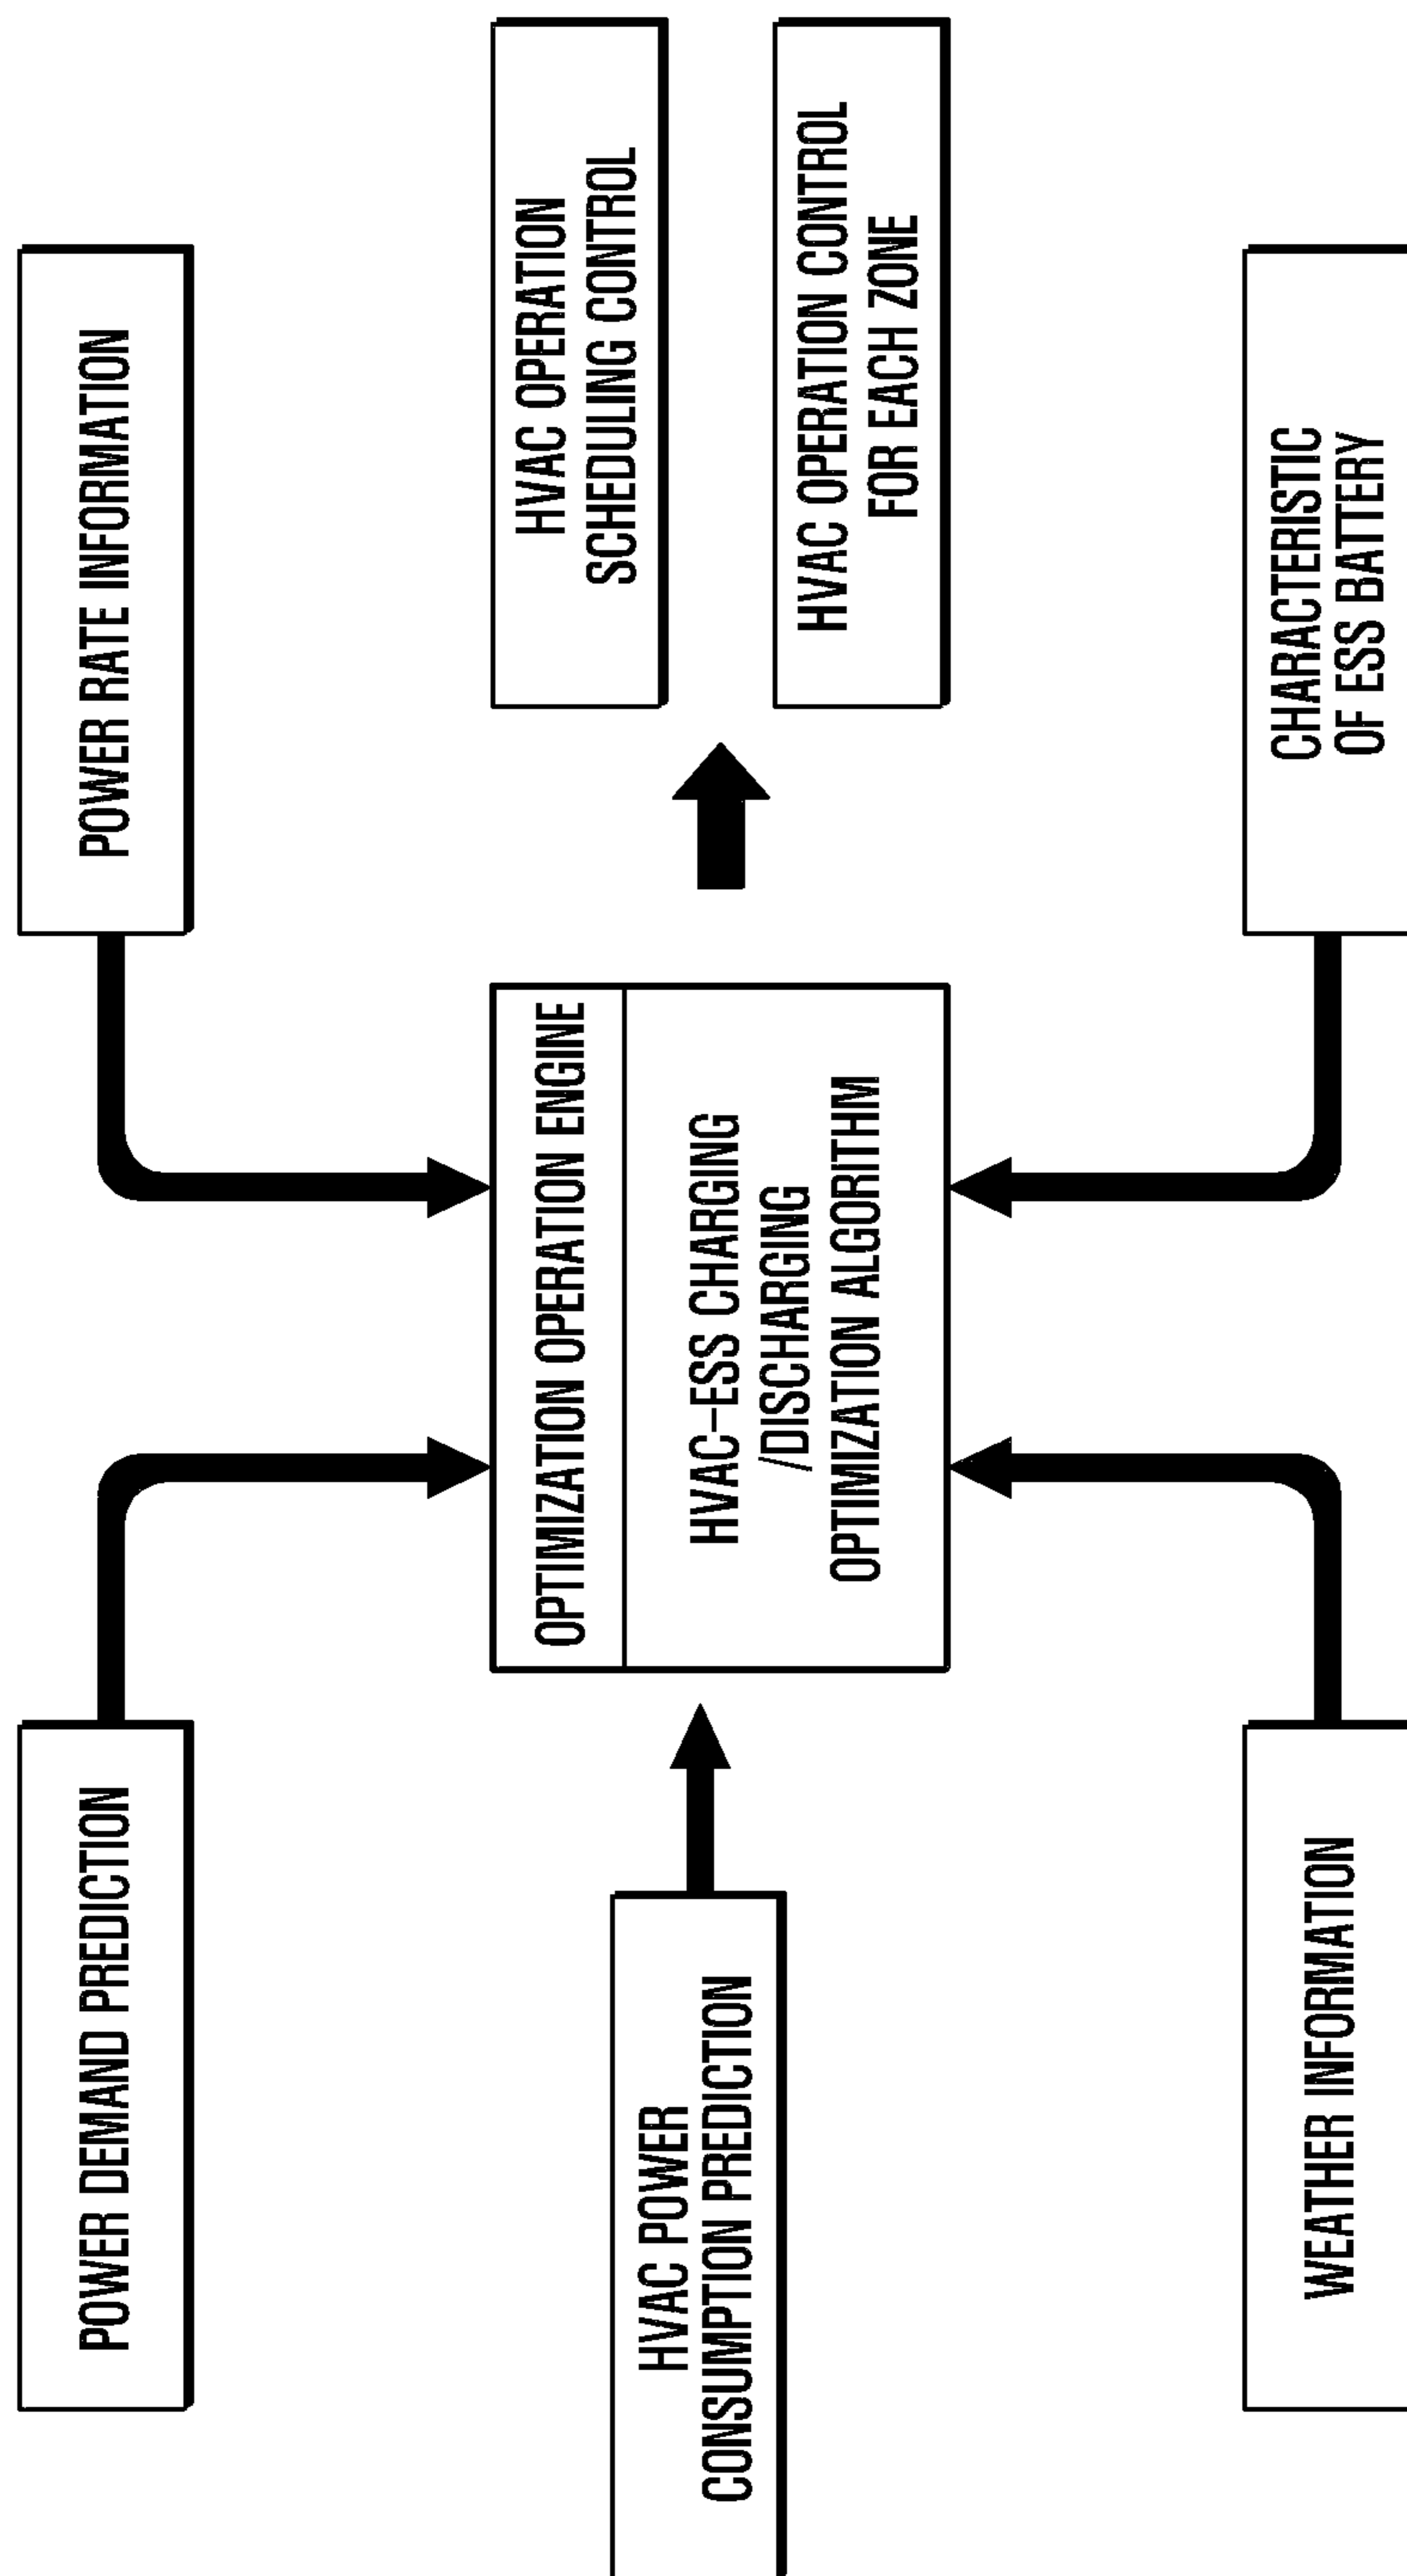 POWER DEMAND PREDICTION
POWER RATE INFORMATION
HVAC POWER
CONSUMPTION PREDICTION
OPTIMIZATION OPERATION ENGINE
HVAC-ESS CHARGING
/DISCHARGING
OPTIMIZATION ALGORITHM
HVAC OPERATION
SCHEDULING CONTROL
HVAC OPERATION CONTROL
FOR EACH ZONE
WEATHER INFORMATION
CHARACTERISTIC
OF ESS BATTERY